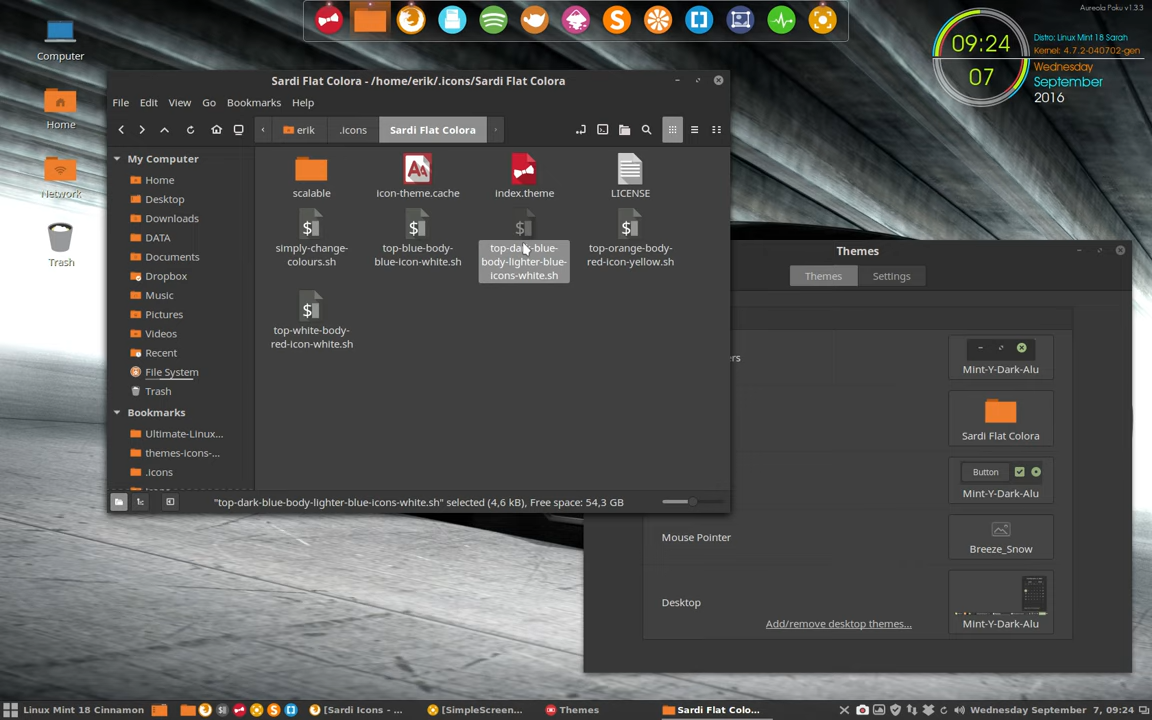 Aureola Poku v1.3.3
09:24
07
Distro: Linux Mint 18 Sarah
Kernel: 4.7.2-040702-gen
Wednesday
September
2016
Computer
Home
Network
Trash
Sardi Flat Colora - /home/erik/.icons/Sardi Flat Colora
File Edit View Go Bookmarks Help
erik .icons Sardi Flat Colora
My Computer
Home
Desktop
Downloads
DATA
Documents
Dropbox
Music
Pictures
Videos
Recent
File System
Trash
Bookmarks
Ultimate-Linux...
themes-icons-...
.icons
scalable
icon-theme.cache
index.theme
LICENSE
simply-change-
colours.sh
top-blue-body-
blue-icon-white.sh
top-dark-blue-
body-lighter-blue-
icons-white.sh
top-orange-body-
red-icon-yellow.sh
top-white-body-
red-icon-white.sh
"top-dark-blue-body-lighter-blue-icons-white.sh" selected (4,6 kB), Free space: 54,3 GB
Themes
Themes Settings
Mint-Y-Dark-Alu
Sardi Flat Colora
Button
Mint-Y-Dark-Alu
Mouse Pointer
Breeze_Snow
Desktop
Mint-Y-Dark-Alu
Add/remove desktop themes...
Linux Mint 18 Cinnamon
[Sardi Icons - ...
[SimpleScreen...
Themes
Sardi Flat Colo...
Wednesday September 7, 09:24